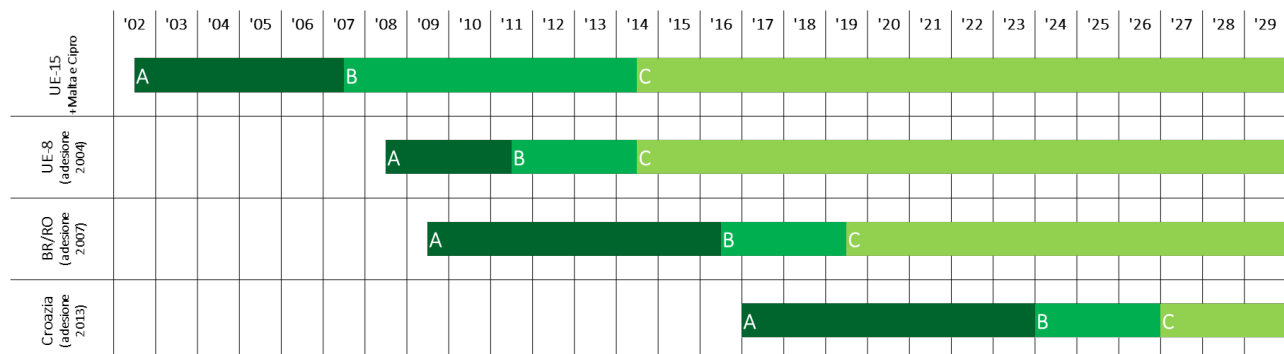 '02 '03 '04 '05 '06 '07 '08 '09 '10 '11 '12 '13 '14 '15 '16 '17 '18 '19 '20 '21 '22 '23 '24 '25 '26 '27 '28 '29
UE-15
+Malta e Cipro
A B C
UE-8
(adesione
2004)
A B C
BR/RO
(adesione
2007)
A B C
Croazia
(adesione
2013)
A B C